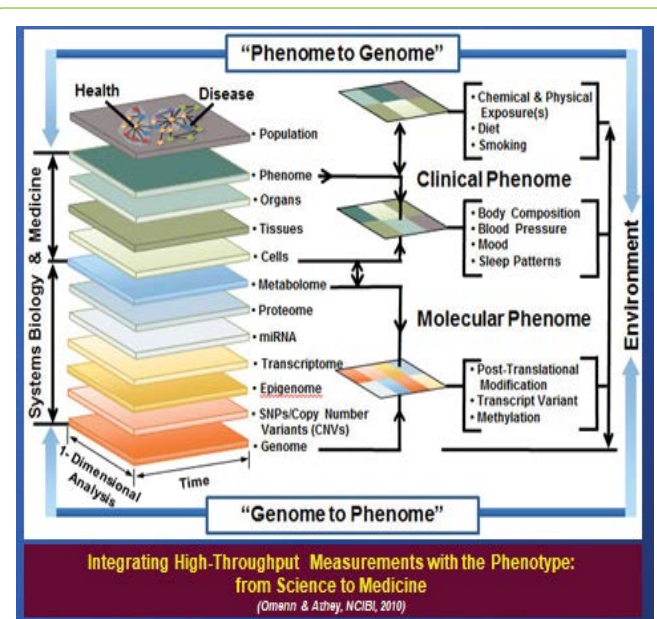 “Phenome to Genome”
Health
Disease
• Population
• Phenome
• Organs
• Tissues
• Cells
• Metabolome
• Proteome
• miRNA
• Transcriptome
• Epigenome
• SNPs/Copy Number
Variants (CNVs)
• Genome
Systems Biology & Medicine
1- Dimensional
Analysis
Time
• Chemical & Physical
Exposure(s)
• Diet
• Smoking
Clinical Phenome
• Body Composition
• Blood Pressure
• Mood
• Sleep Patterns
Molecular Phenome
• Post-Translational
Modification
• Transcript Variant
• Methylation
Environment
“Genome to Phenome”
Integrating High-Throughput Measurements with the Phenotype:
from Science to Medicine
(Omenn & Athey, NCIBI, 2010)